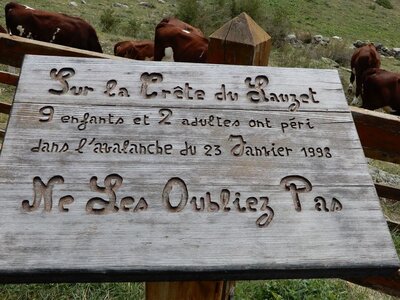 Sur la Crête du Lauzet
9 enfants et 2 adultes ont péri
dans l'avalanche du 23 Janvier 1998
Ne Les Oubliez Pas